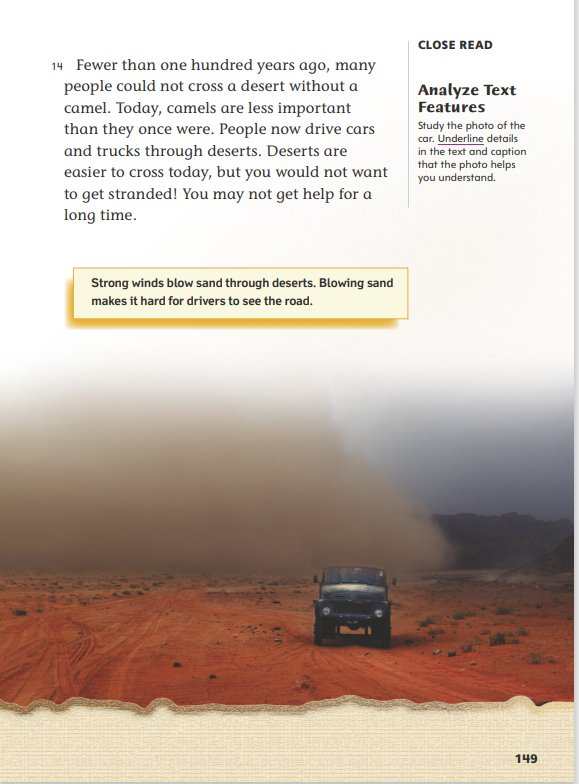 14 Fewer than one hundred years ago, many
people could not cross a desert without a
camel. Today, camels are less important
than they once were. People now drive cars
and trucks through deserts. Deserts are
easier to cross today, but you would not want
to get stranded! You may not get help for a
long time.
Strong winds blow sand through deserts. Blowing sand
makes it hard for drivers to see the road.
CLOSE READ
Analyze Text
Features
Study the photo of the
car. Underline details
in the text and caption
that the photo helps
you understand.
149